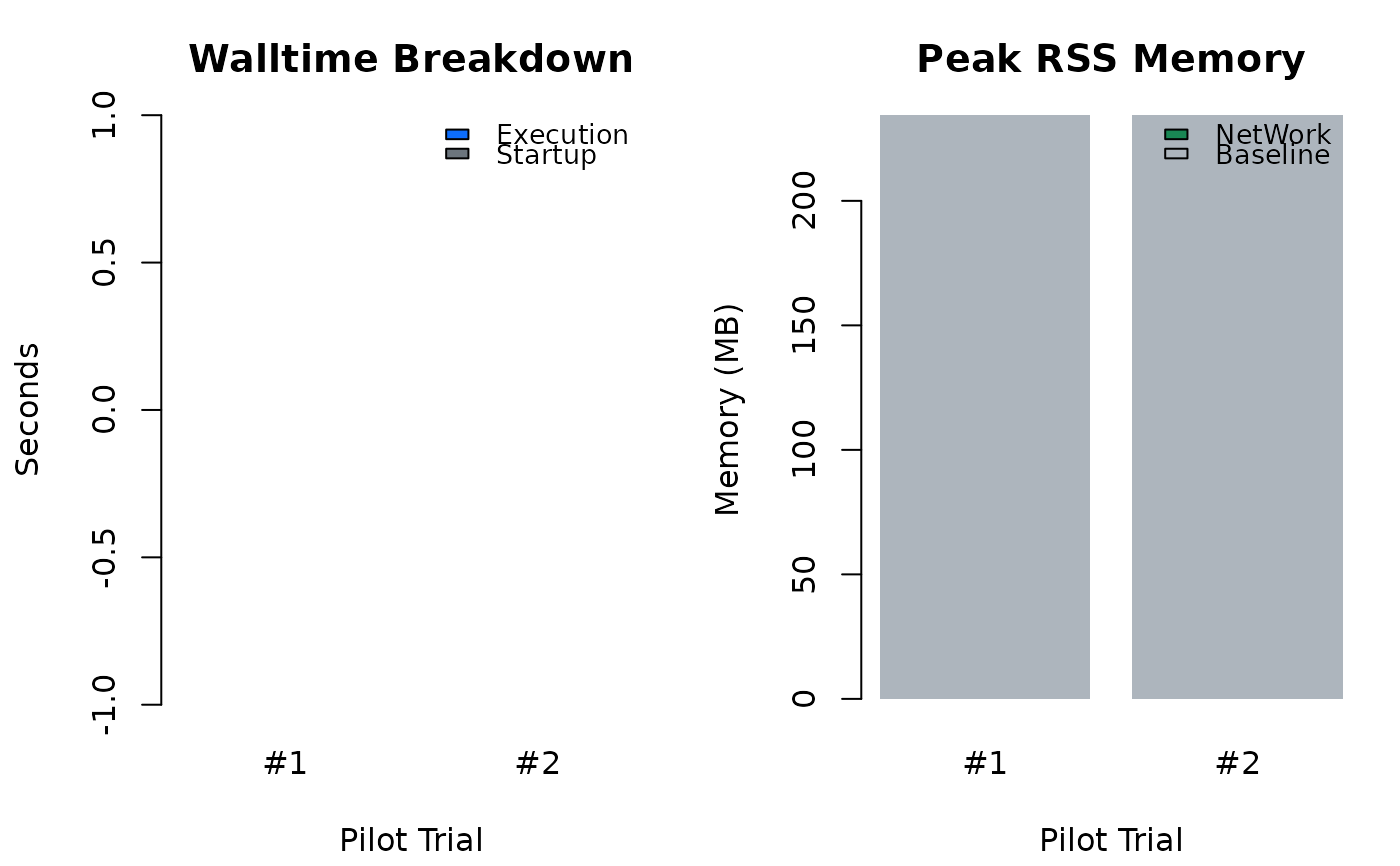 Walltime Breakdown
Execution
Startup
1.0
0.5
0.0
-0.5
-1.0
Seconds
#1
#2
Pilot Trial
Peak RSS Memory
NetWork
Baseline
200
150
100
50
0
Memory (MB)
#1
#2
Pilot Trial